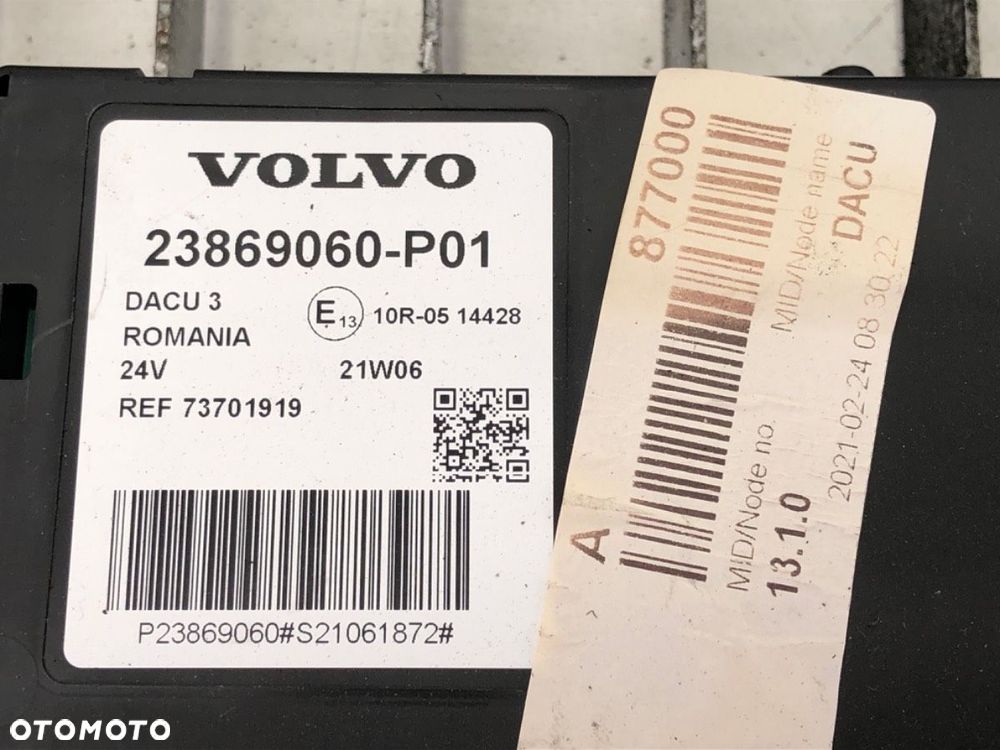 VOLVO
23869060-P01
DACU 3
E 13 10R-05 14428
ROMANIA
24V 21W06
REF 73701919
P23869060#S21061872#
A 877000
MID/Node no. MID/Node name
13.1.0 DACU
2021-02-24 08 30.22
OTOMOTO